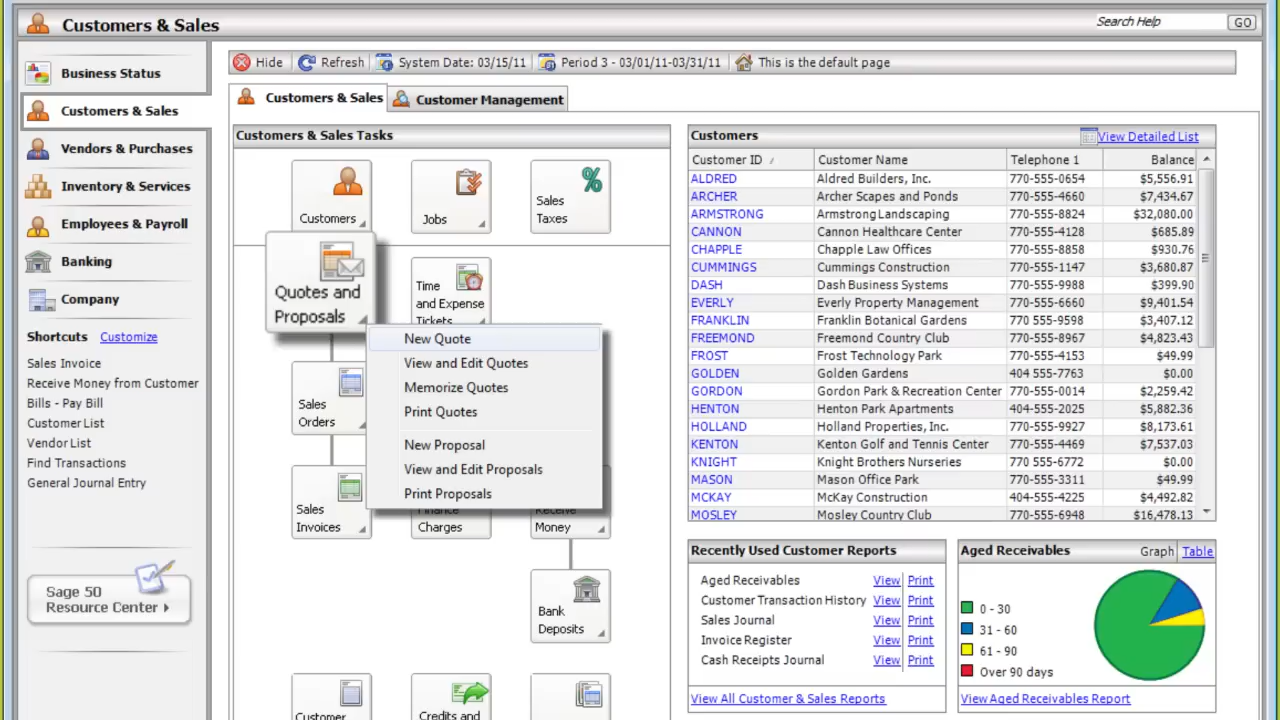 Customers & Sales
Search Help
GO
Business Status
Customers & Sales
Vendors & Purchases
Inventory & Services
Employees & Payroll
Banking
Company
Shortcuts Customize
Sales Invoice
Receive Money from Customer
Bills - Pay Bill
Customer List
Vendor List
Find Transactions
General Journal Entry
Sage 50
Resource Center
Hide Refresh System Date: 03/15/11 Period 3 - 03/01/11-03/31/11 This is the default page
Customers & Sales Customer Management
Customers & Sales Tasks
Customers
Jobs
Sales
Taxes
Quotes and
Proposals
Time
and Expense
Tickets
New Quote
View and Edit Quotes
Memorize Quotes
Print Quotes
New Proposal
View and Edit Proposals
Print Proposals
Sales
Orders
Sales
Invoices
Finance
Charges
Receive
Money
Bank
Deposits
Customer
Credits and
Customers View Detailed List
Customer ID / Customer Name Telephone 1 Balance
ALDRED Aldred Builders, Inc. 770-555-0654 $5,556.91
ARCHER Archer Scapes and Ponds 770-555-4660 $7,434.67
ARMSTRONG Armstrong Landscaping 770-555-8824 $32,080.00
CANNON Cannon Healthcare Center 770-555-4128 $685.89
CHAPPLE Chapple Law Offices 770-555-8858 $930.76
CUMMINGS Cummings Construction 770-555-1147 $3,680.87
DASH Dash Business Systems 770-555-9988 $399.90
EVERLY Everly Property Management 770-555-6660 $9,401.54
FRANKLIN Franklin Botanical Gardens 770 555-9598 $3,407.12
FREEMOND Freemond Country Club 770-555-8967 $4,823.43
FROST Frost Technology Park 770-555-4153 $49.99
GOLDEN Golden Gardens 404 555-7763 $0.00
GORDON Gordon Park & Recreation Center 770-555-0014 $2,259.42
HENTON Henton Park Apartments 404-555-2025 $5,882.36
HOLLAND Holland Properties, Inc. 770-555-9927 $8,173.61
KENTON Kenton Golf and Tennis Center 770-555-4469 $7,537.03
KNIGHT Knight Brothers Nurseries 770 555-6772 $0.00
MASON Mason Office Park 770-555-3311 $49.99
MCKAY McKay Construction 404-555-4225 $4,492.82
MOSLEY Mosley Country Club 770-555-6948 $16,478.13
Recently Used Customer Reports
Aged Receivables View Print
Customer Transaction History View Print
Sales Journal View Print
Invoice Register View Print
Cash Receipts Journal View Print
View All Customer & Sales Reports
Aged Receivables Graph Table
0 - 30
31 - 60
61 - 90
Over 90 days
View Aged Receivables Report